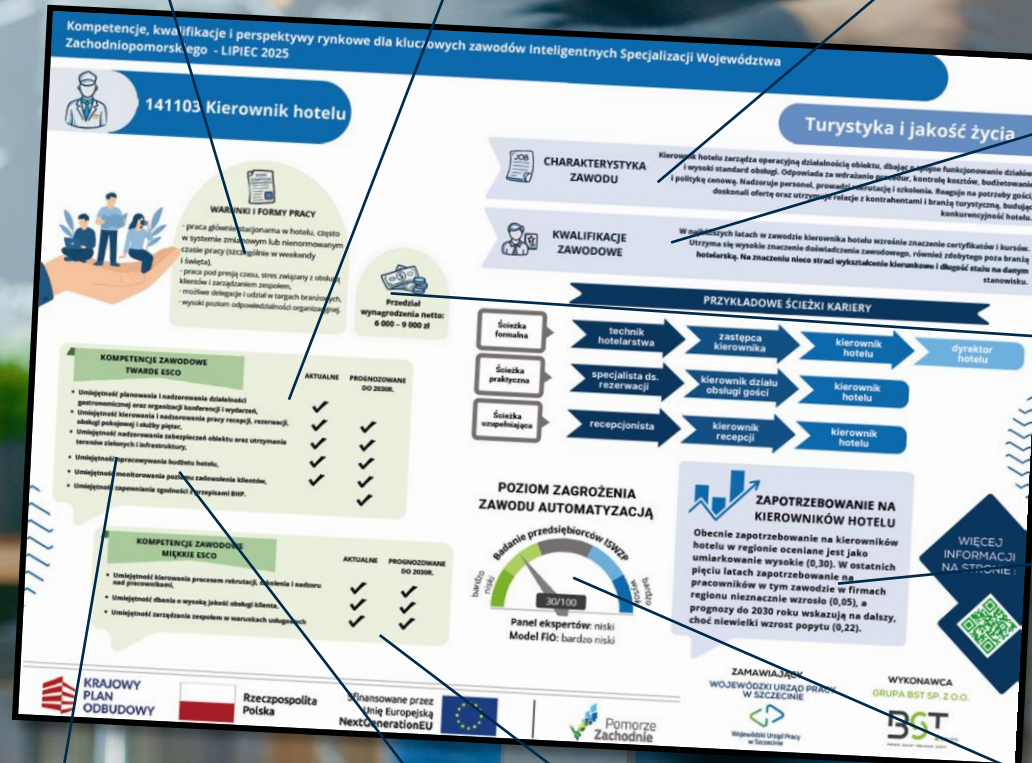 Kompetencje, kwalifikacje i perspektywy rynkowe dla kluczowych zawodów Inteligentnych Specjalizacji Województwa
Zachodniopomorskiego - LIPIEC 2025
141103 Kierownik hotelu
Turystyka i jakość życia
WARUNKI I FORMY PRACY
- praca głównie stacjonarna w hotelu, często
w systemie zmianowym lub nienormowanym
czasie pracy (szczególnie w weekendy
i święta),
- praca pod presją czasu, stres związany z obsługą
klientów i zarządzaniem zespołem,
- możliwe delegacje i udział w targach branżowych,
- wysoki poziom odpowiedzialności organizacyjnej.
Przedział
wynagrodzenia netto:
6 000 – 9 000 zł
JOB
CHARAKTERYSTYKA
ZAWODU
Kierownik hotelu zarządza operacyjną działalnością obiektu, dbając o spójne funkcjonowanie działów
i wysoki standard obsługi. Odpowiada za wdrażanie procedur, kontrolę kosztów, budżetowanie
i politykę cenową. Nadzoruje personel, prowadzi rekrutację i szkolenia. Reaguje na potrzeby gości,
doskonali ofertę oraz utrzymuje relacje z kontrahentami i branżą turystyczną, budując
konkurencyjność hotelu.
KWALIFIKACJE
ZAWODOWE
W najbliższych latach w zawodzie kierownika hotelu wzrośnie znaczenie certyfikatów i kursów.
Utrzyma się wysokie znaczenie doświadczenia zawodowego, również zdobytego poza branżą
hotelarską. Na znaczeniu nieco straci wykształcenie kierunkowe i długość stażu na danym
stanowisku.
PRZYKŁADOWE ŚCIEŻKI KARIERY
Ścieżka
formalna
technik
hotelarstwa
zastępca
kierownika
kierownik
hotelu
dyrektor
hotelu
Ścieżka
praktyczna
specjalista ds.
rezerwacji
kierownik działu
obsługi gości
kierownik
hotelu
Ścieżka
uzupełniająca
recepcjonista
kierownik
recepcji
kierownik
hotelu
KOMPETENCJE ZAWODOWE
TWARDE ESCO
AKTUALNE
PROGNOZOWANE
DO 2030R.
Umiejętność planowania i nadzorowania działalności
gastronomicznej oraz organizacji konferencji i wydarzeń,
Umiejętność kierowania i nadzorowania pracy recepcji, rezerwacji,
obsługi pokojowej i służby pięter,
Umiejętność nadzorowania zabezpieczeń obiektu oraz utrzymania
terenów zielonych i infrastruktury,
Umiejętność opracowywania budżetu hotelu,
Umiejętność monitorowania poziomu zadowolenia klientów,
Umiejętność zapewniania zgodności z przepisami BHP.
KOMPETENCJE ZAWODOWE
MIĘKKIE ESCO
AKTUALNE
PROGNOZOWANE
DO 2030R.
Umiejętność kierowania procesem rekrutacji, szkolenia i nadzoru
nad pracownikami,
Umiejętność dbania o wysoką jakość obsługi klienta,
Umiejętność zarządzania zespołem w warunkach usługowych
POZIOM ZAGROŻENIA
ZAWODU AUTOMATYZACJĄ
Badanie przedsiębiorców ISWZP
bardzo
niski
bardzo
wysoki
30/100
Panel ekspertów: niski
Model FiO: bardzo niski
ZAPOTRZEBOWANIE NA
KIEROWNIKÓW HOTELU
Obecnie zapotrzebowanie na kierowników
hotelu w regionie oceniane jest jako
umiarkowanie wysokie (0,30). W ostatnich
pięciu latach zapotrzebowanie na
pracowników w tym zawodzie w firmach
regionu nieznacznie wzrosło (0,05), a
prognozy do 2030 roku wskazują na dalszy,
choć niewielki wzrost popytu (0,22).
WIĘCEJ
INFORMACJI
NA STRONIE:
KRAJOWY
PLAN
ODBUDOWY
Rzeczpospolita
Polska
Sfinansowane przez
Unię Europejską
NextGenerationEU
Pomorze
Zachodnie
ZAMAWIAJĄCY
WOJEWÓDZKI URZĄD PRACY
W SZCZECINIE
Wojewódzki Urząd Pracy
w Szczecinie
WYKONAWCA
GRUPA BST SP. Z O.O.
BST